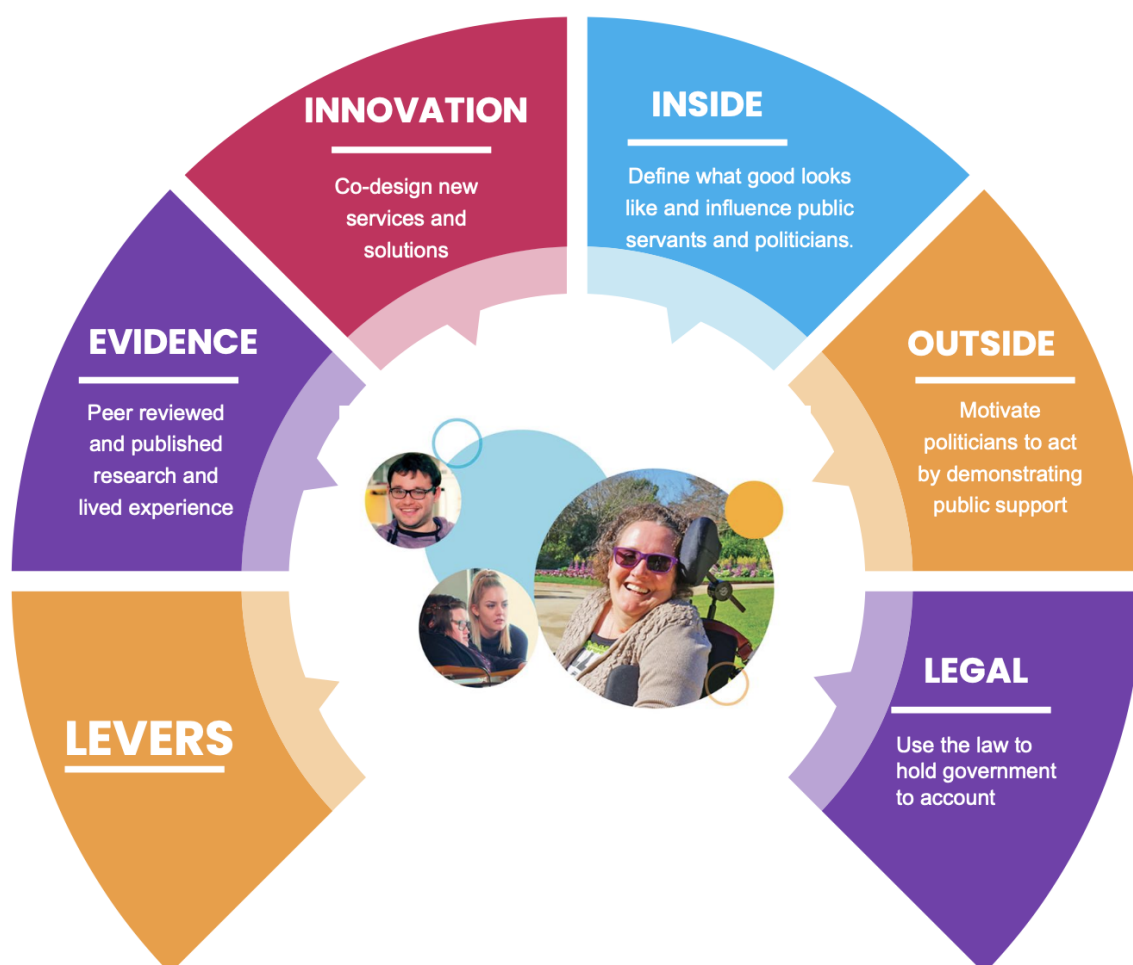 LEVERS
EVIDENCE
Peer reviewed
and published
research and
lived experience
INNOVATION
Co-design new
services and
solutions
INSIDE
Define what good looks
like and influence public
servants and politicians.
OUTSIDE
Motivate
politicians to act
by demonstrating
public support
LEGAL
Use the law to
hold government
to account